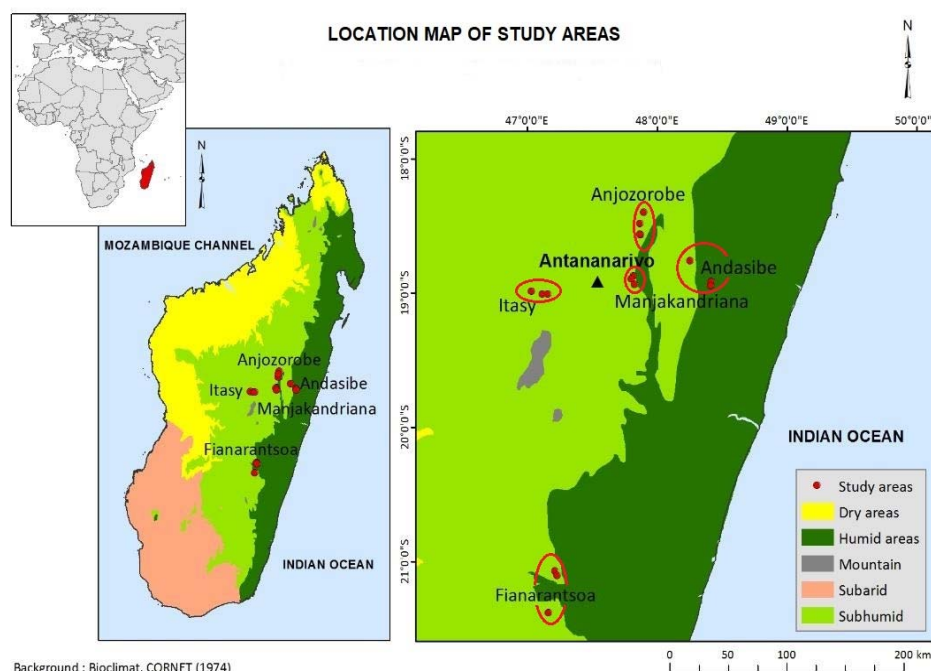 LOCATION MAP OF STUDY AREAS
N
N
47°0'0"E
48°0'0"E
49°0'0"E
50°0'0"E
18°0'0"S
19°0'0"S
20°0'0"S
21°0'0"S
MOZAMBIQUE CHANNEL
Anjozorobe
Itasy
Andasibe
Manjakandriana
Fianarantsoa
INDIAN OCEAN
Anjozorobe
Antananarivo
Andasibe
Itasy
Manjakandriana
Fianarantsoa
INDIAN OCEAN
Study areas
Dry areas
Humid areas
Mountain
Subarid
Subhumid
Background : Bioclimat, CORNET (1974)
0 50 100 200 km